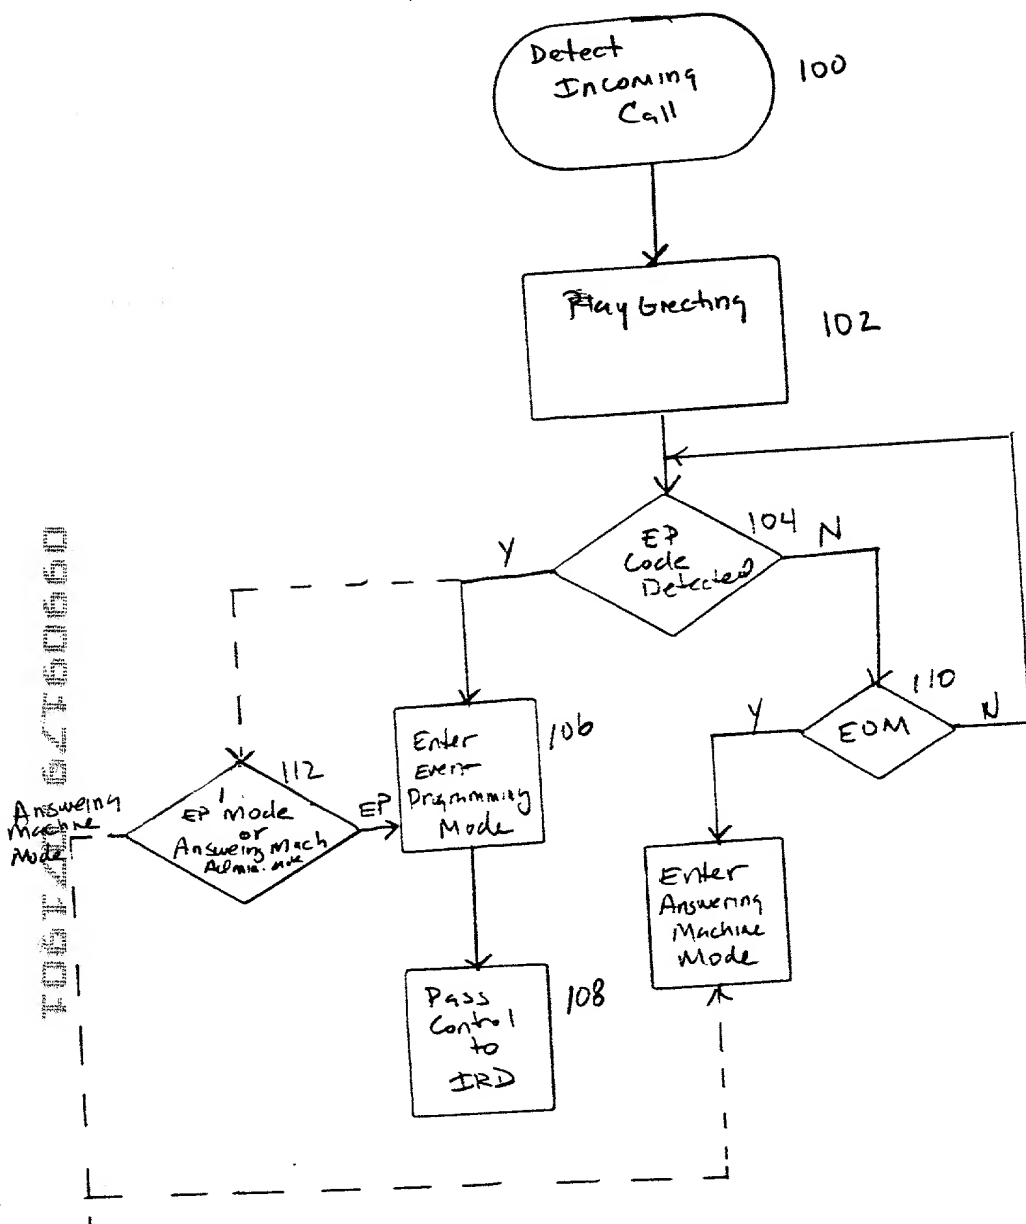 Detect
Incoming
Call
100
Play Greeting
102
EP
Code
Detected?
104
Y
N
110
EOM
Y
N
Enter
Event
Programming
Mode
106
112
EP Mode
or
Answering Mach
Admin. Mode
EP
Answering
Machine
Mode
Enter
Answering
Machine
Mode
Pass
Control
to
IRD
108